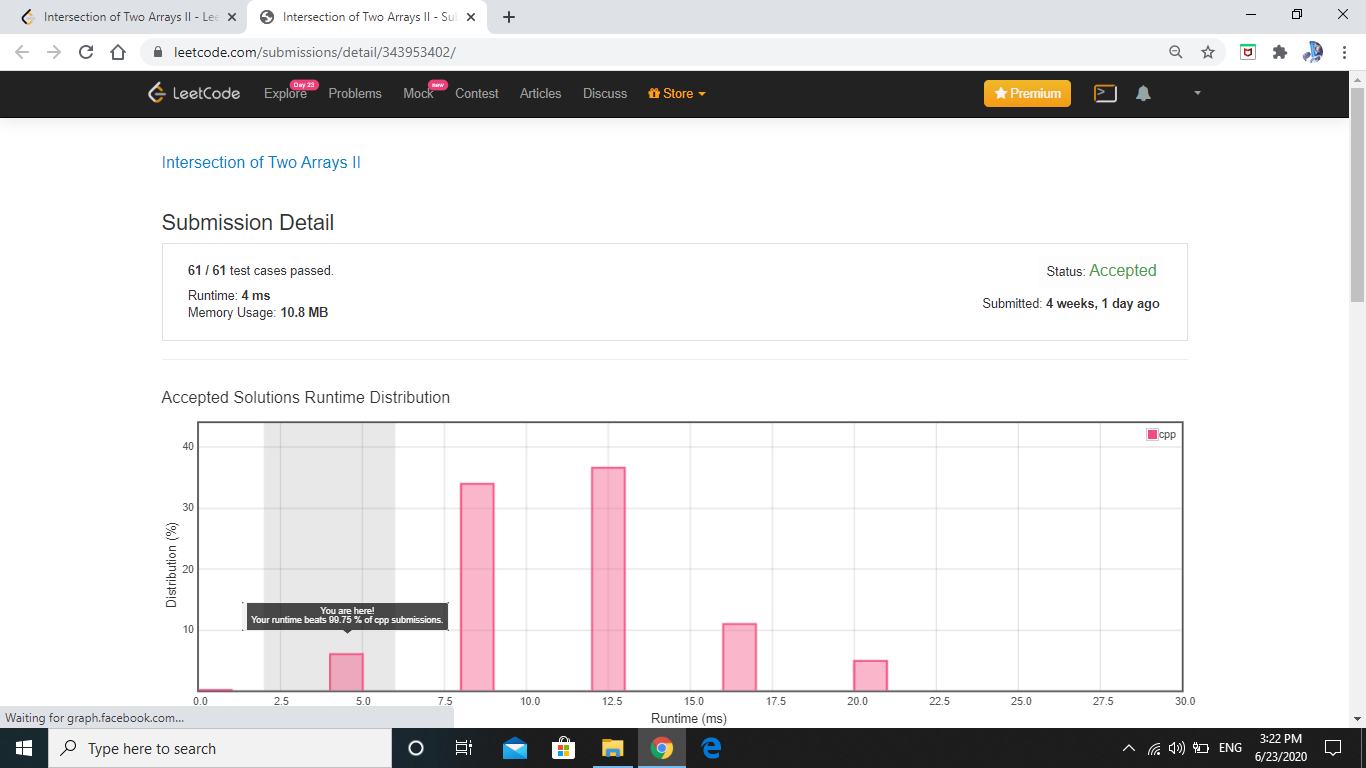 Intersection of Two Arrays II - Lee
Intersection of Two Arrays II - Sub
leetcode.com/submissions/detail/343953402/
LeetCode
Explore Day 23
Problems
Mock new
Contest
Articles
Discuss
Store
Premium
Intersection of Two Arrays II
Submission Detail
61 / 61 test cases passed.
Status: Accepted
Runtime: 4 ms
Submitted: 4 weeks, 1 day ago
Memory Usage: 10.8 MB
Accepted Solutions Runtime Distribution
cpp
40
30
20
10
Distribution (%)
You are here!
Your runtime beats 99.75 % of cpp submissions.
0.0 2.5 5.0 7.5 10.0 12.5 15.0 17.5 20.0 22.5 25.0 27.5 30.0
Runtime (ms)
Waiting for graph.facebook.com...
Type here to search
ENG
3:22 PM
6/23/2020